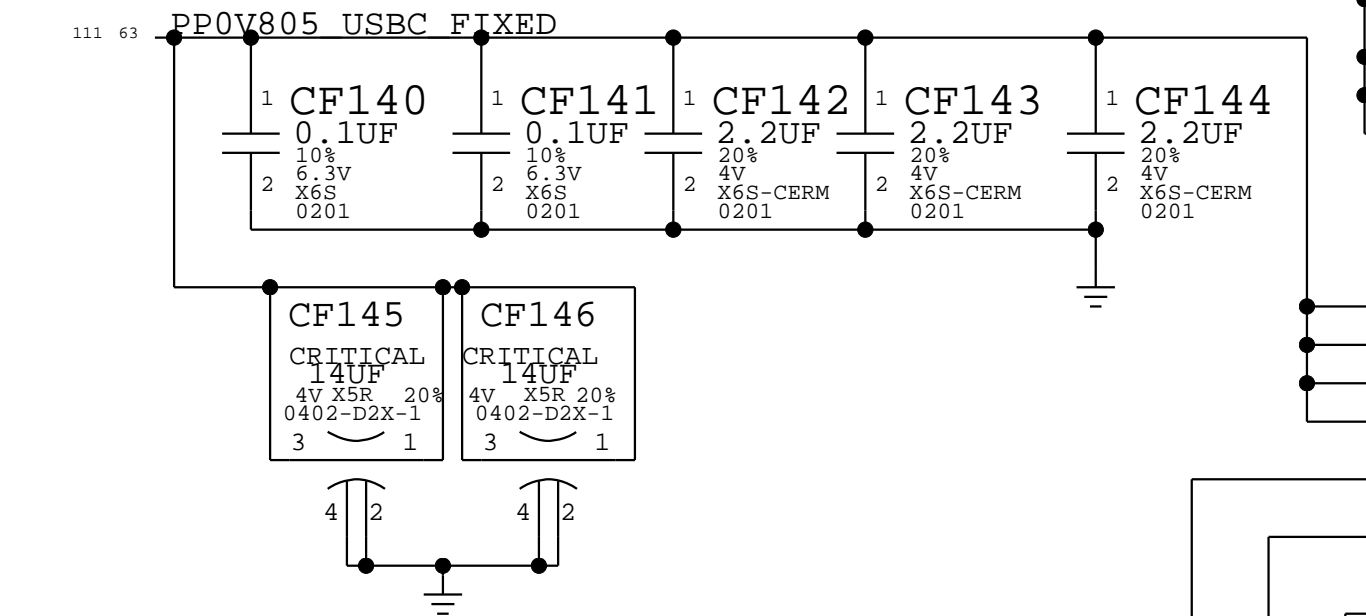 111 63 PP0V805_USBC_FIXED
1 CF140
0.1UF
10%
6.3V
2 X6S
0201
1 CF141
0.1UF
10%
6.3V
2 X6S
0201
1 CF142
2.2UF
20%
4V
2 X6S-CERM
0201
1 CF143
2.2UF
20%
4V
2 X6S-CERM
0201
1 CF144
2.2UF
20%
4V
2 X6S-CERM
0201
CF145
CRITICAL
14UF
4V X5R 20%
0402-D2X-1
3 1
4 2
CF146
CRITICAL
14UF
4V X5R 20%
0402-D2X-1
3 1
4 2